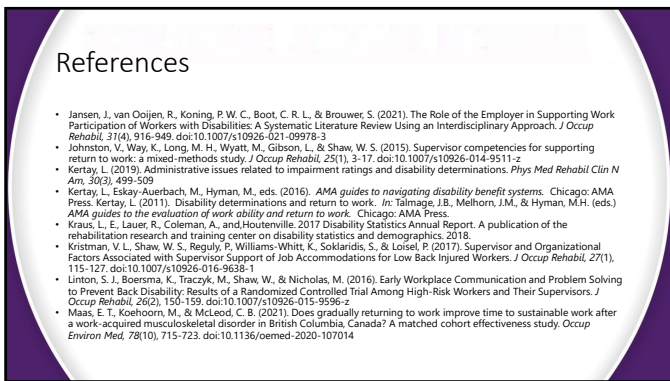 References
• Jansen, J., van Ooijen, R., Koning, P. W. C., Boot, C. R. L., & Brouwer, S. (2021). The Role of the Employer in Supporting Work
Participation of Workers with Disabilities: A Systematic Literature Review Using an Interdisciplinary Approach. J Occup
Rehabil, 31(4), 916-949. doi:10.1007/s10926-021-09978-3
• Johnston, V., Way, K., Long, M. H., Wyatt, M., Gibson, L., & Shaw, W. S. (2015). Supervisor competencies for supporting
return to work: a mixed-methods study. J Occup Rehabil, 25(1), 3-17. doi:10.1007/s10926-014-9511-z
• Kertay, L. (2019). Administrative issues related to impairment ratings and disability determinations. Phys Med Rehabil Clin N
Am, 30(3), 499-509
• Kertay, L., Eskay-Auerbach, M., Hyman, M., eds. (2016). AMA guides to navigating disability benefit systems. Chicago: AMA
Press. Kertay, L. (2011). Disability determinations and return to work. In: Talmage, J.B., Melhorn, J.M., & Hyman, M.H. (eds.)
AMA guides to the evaluation of work ability and return to work. Chicago: AMA Press.
• Kraus, L., E., Lauer, R., Coleman, A., and,Houtenville. 2017 Disability Statistics Annual Report. A publication of the
rehabilitation research and training center on disability statistics and demographics. 2018.
• Kristman, V. L., Shaw, W. S., Reguly, P., Williams-Whitt, K., Soklaridis, S., & Loisel, P. (2017). Supervisor and Organizational
Factors Associated with Supervisor Support of Job Accommodations for Low Back Injured Workers. J Occup Rehabil, 27(1),
115-127. doi:10.1007/s10926-016-9638-1
• Linton, S. J., Boersma, K., Traczyk, M., Shaw, W., & Nicholas, M. (2016). Early Workplace Communication and Problem Solving
to Prevent Back Disability: Results of a Randomized Controlled Trial Among High-Risk Workers and Their Supervisors. J
Occup Rehabil, 26(2), 150-159. doi:10.1007/s10926-015-9596-z
• Maas, E. T., Koehoorn, M., & McLeod, C. B. (2021). Does gradually returning to work improve time to sustainable work after
a work-acquired musculoskeletal disorder in British Columbia, Canada? A matched cohort effectiveness study. Occup
Environ Med, 78(10), 715-723. doi:10.1136/oemed-2020-107014